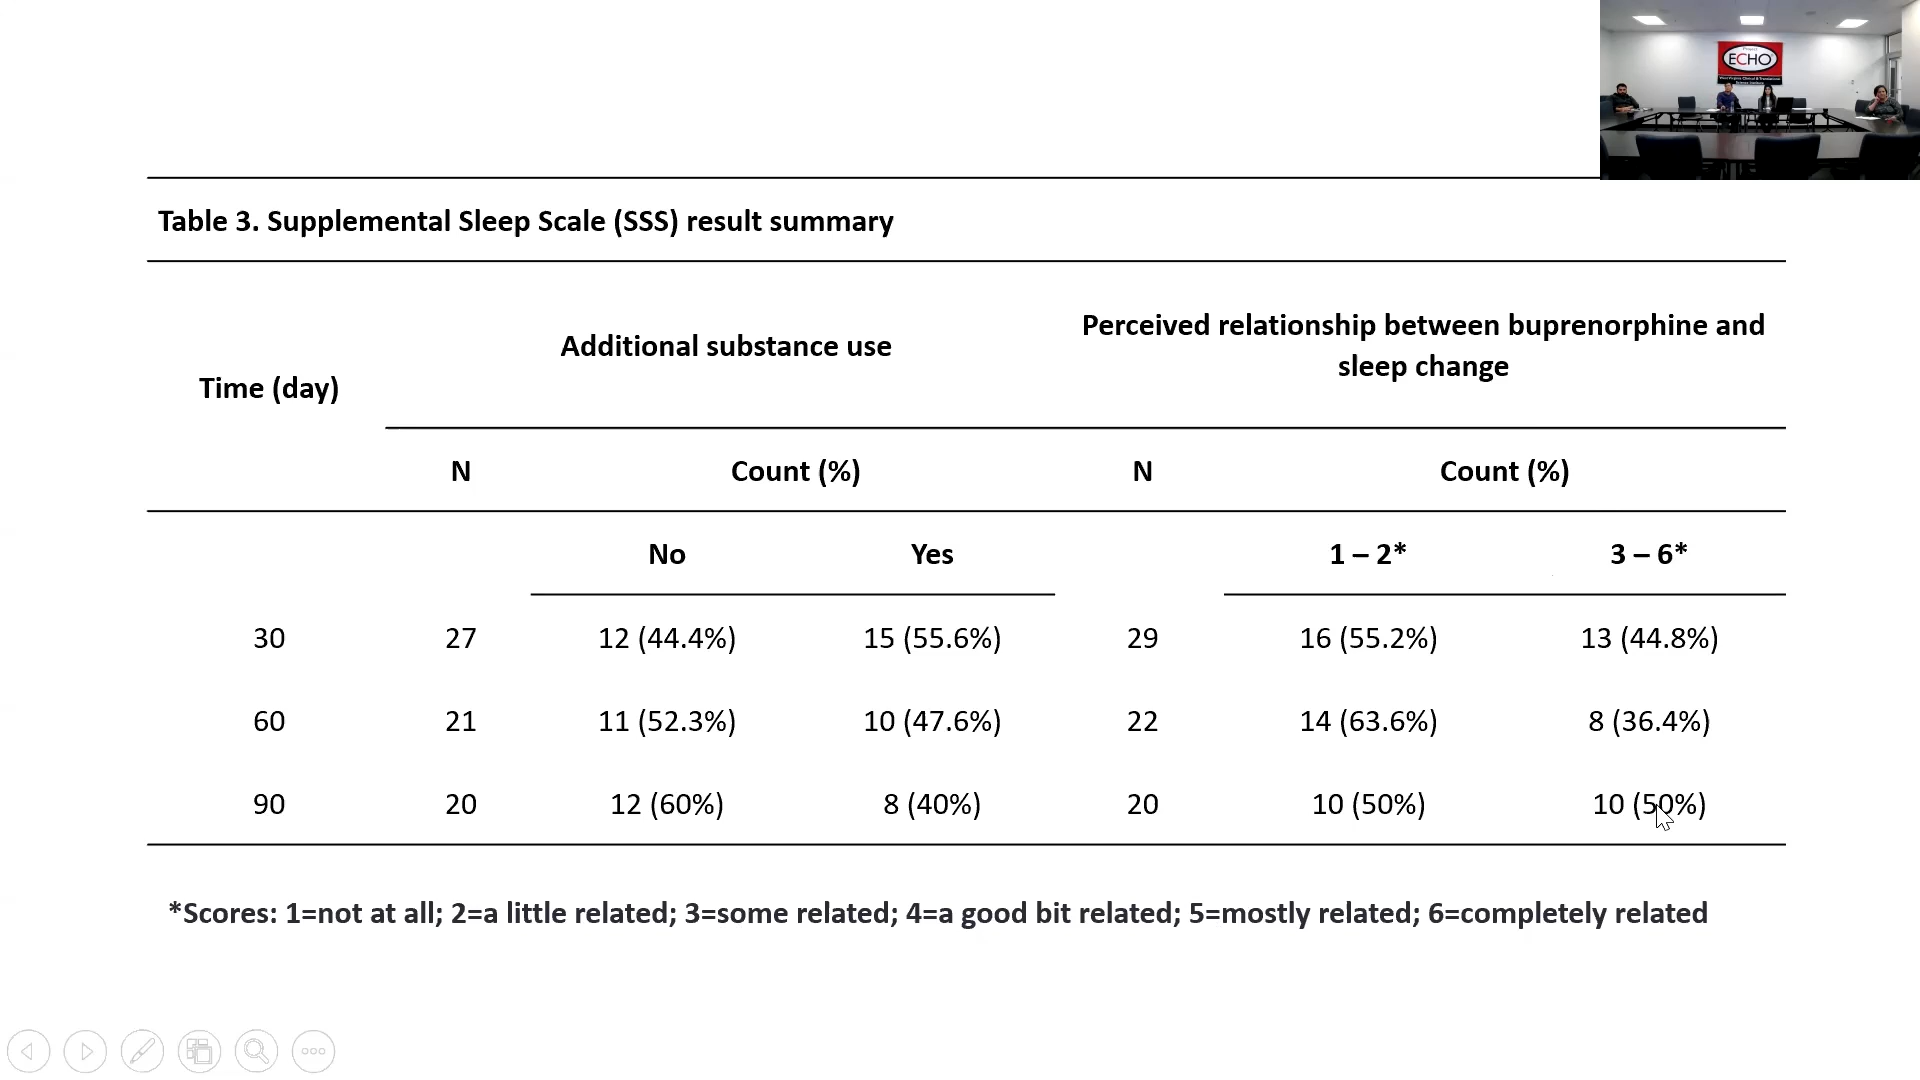 Project
ECHO
Table 3. Supplemental Sleep Scale (SSS) result summary
Time (day)
Additional substance use
Perceived relationship between buprenorphine and
sleep change
N Count (%) N Count (%)
No Yes 1 – 2* 3 – 6*
30 27 12 (44.4%) 15 (55.6%) 29 16 (55.2%) 13 (44.8%)
60 21 11 (52.3%) 10 (47.6%) 22 14 (63.6%) 8 (36.4%)
90 20 12 (60%) 8 (40%) 20 10 (50%) 10 (50%)
*Scores: 1=not at all; 2=a little related; 3=some related; 4=a good bit related; 5=mostly related; 6=completely related